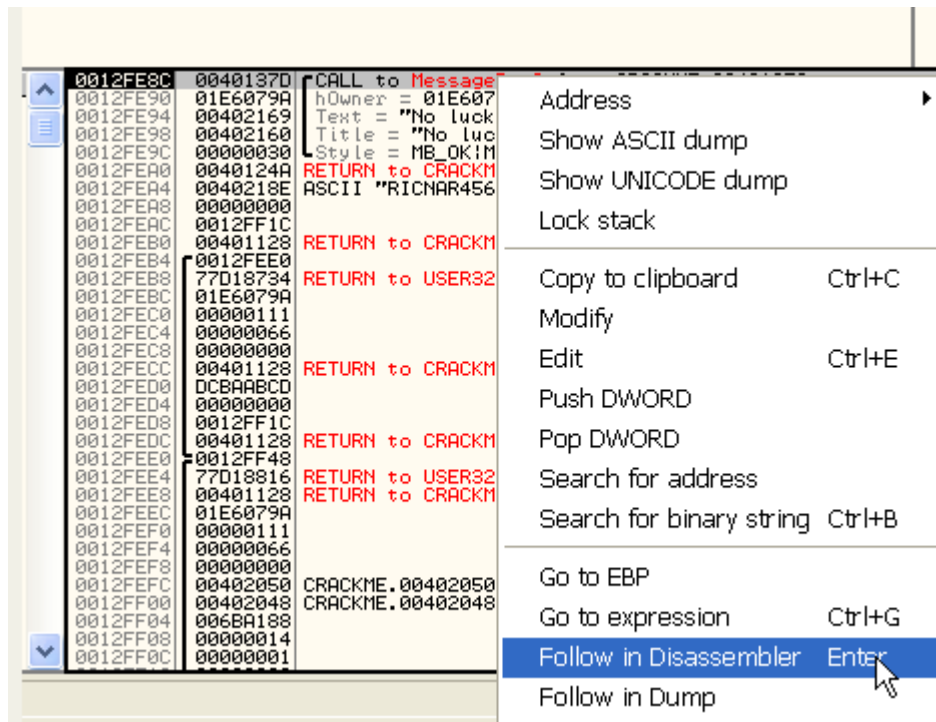 0012FE8C 0040137D CALL to Message
0012FE90 01E6079A hOwner = 01E607
0012FE94 00402169 Text = "No luck
0012FE98 00402160 Title = "No luc
0012FE9C 00000030 Style = MB_OK|M
0012FEA0 0040124A RETURN to CRACKM
0012FEA4 0040218E ASCII "RICNAR456
0012FEA8 00000000
0012FEAC 0012FF1C
0012FEB0 00401128 RETURN to CRACKM
0012FEB4 0012FEE0
0012FEB8 77D18734 RETURN to USER32
0012FEBC 01E6079A
0012FEC0 00000111
0012FEC4 00000066
0012FEC8 00000000
0012FECC 00401128 RETURN to CRACKM
0012FED0 DCBAABCD
0012FED4 00000000
0012FED8 0012FF1C
0012FEDC 00401128 RETURN to CRACKM
0012FEE0 0012FF48
0012FEE4 77D18816 RETURN to USER32
0012FEE8 00401128 RETURN to CRACKM
0012FEEC 01E6079A
0012FEF0 00000111
0012FEF4 00000066
0012FEF8 00000000
0012FEFC 00402050 CRACKME.00402050
0012FF00 00402048 CRACKME.00402048
0012FF04 006BA188
0012FF08 00000014
0012FF0C 00000001
Address
Show ASCII dump
Show UNICODE dump
Lock stack
Copy to clipboard Ctrl+C
Modify
Edit Ctrl+E
Push DWORD
Pop DWORD
Search for address
Search for binary string Ctrl+B
Go to EBP
Go to expression Ctrl+G
Follow in Disassembler Enter
Follow in Dump